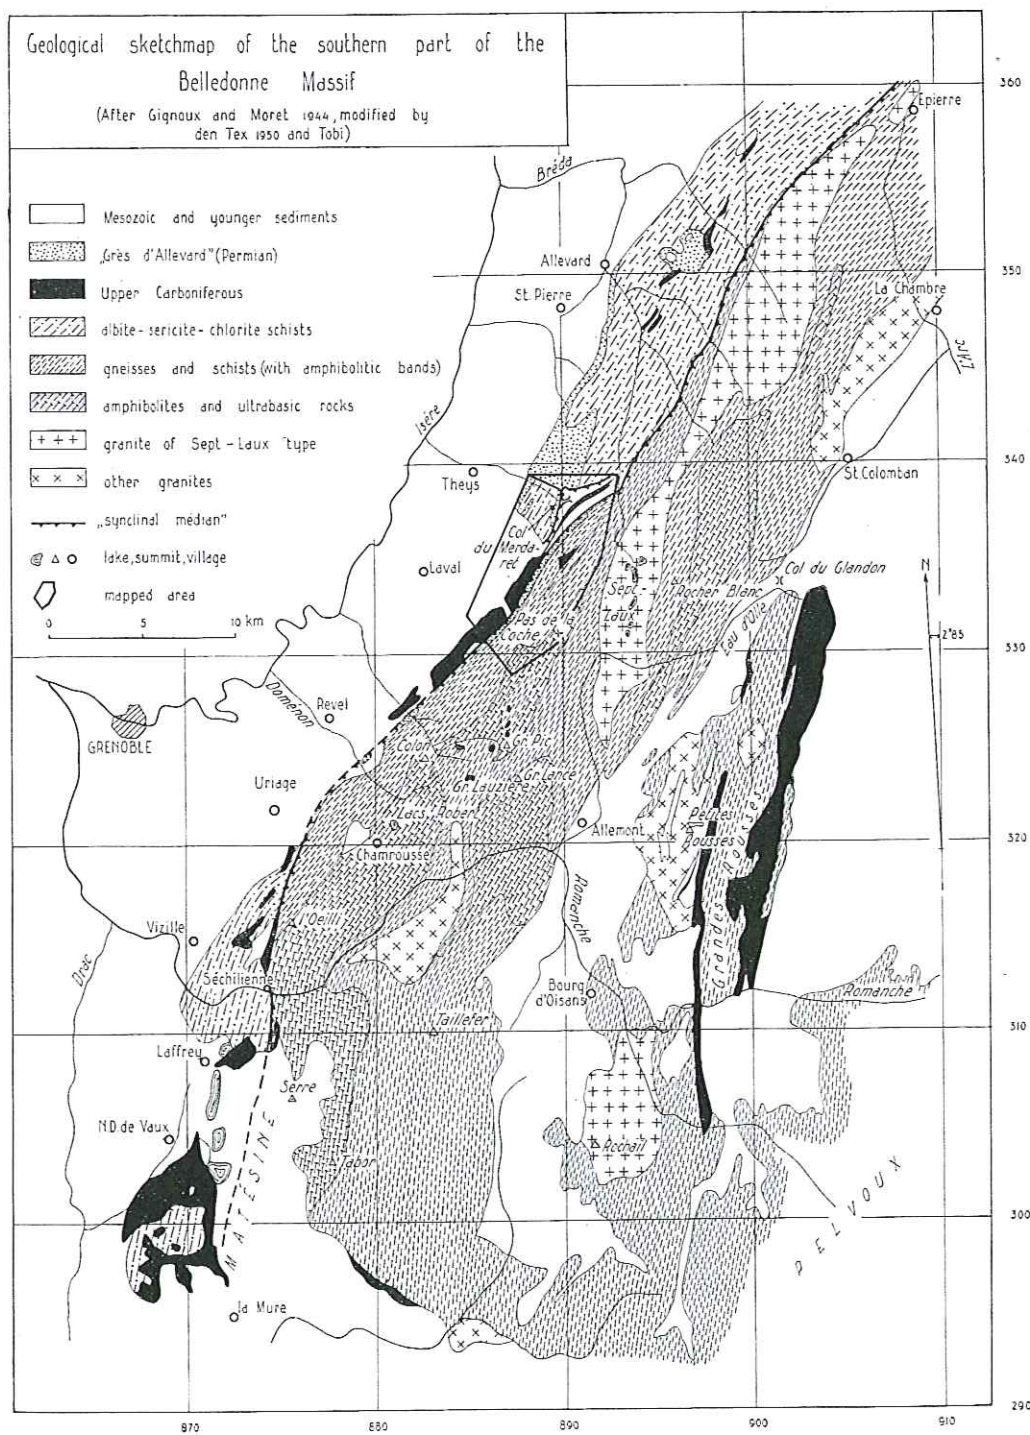 Geological sketchmap of the southern part of the
Belledonne Massif
(After Gignoux and Moret 1944, modified by
den Tex 1950 and Tobi)
Mesozoic and younger sediments
„Grès d'Allevard" (Permian)
Upper Carboniferous
albite-sericite-chlorite schists
gneisses and schists (with amphibolitic bands)
amphibolites and ultrabasic rocks
granite of Sept-Laux type
other granites
„synclinal médian"
lake, summit, village
mapped area
0 5 10 km
360
Epierre
Bréda
Allevard
350
La Chambre
St. Pierre
l'Arc
Isère
340
Theys
St. Colomban
Col
du Merda-
ret
Laval
Col du Glandon
N
Sept-
Laux
Rocher Blanc
Eau d'Olle
Pas de la
Coche
2°85
330
Doménon
Revel
GRENOBLE
Colon
Gr. P.
Gr. Lance
Gr. Lauzière
Uriage
Lacs Robert
Allemont
Petites
Rousses
320
Chamrousse
Grandes Rousses
Romanche
l'Oeilly
Vizille
Drac
Séchilienne
Bourg
d'Oisans
Romanche
Taillefer
310
Laffrey
Serre
N.D. de Vaux
Tabor
Rochail
MATESINE
PELVOUX
300
la Mure
290
870
880
890
900
910